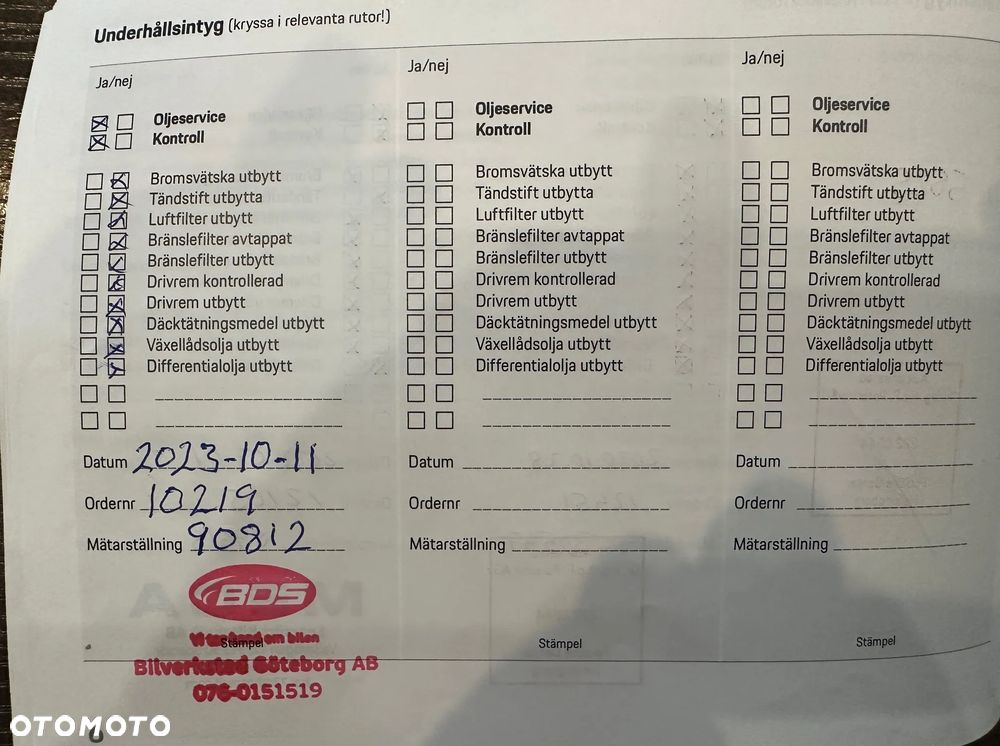 Underhållsintyg (kryssa i relevanta rutor!)
Ja/nej
Oljeservice
Kontroll
Bromsvätska utbytt
Tändstift utbytta
Luftfilter utbytt
Bränslefilter avtappat
Bränslefilter utbytt
Drivrem kontrollerad
Drivrem utbytt
Däcktätningsmedel utbytt
Växellådsolja utbytt
Differentialolja utbytt
Datum 2023-10-11
Ordernr 10219
Mätarställning 90812
BDS
Vi tar hand om bilen
Stämpel
Bilverkstad Göteborg AB
076-0151519
Ja/nej
Oljeservice
Kontroll
Bromsvätska utbytt
Tändstift utbytta
Luftfilter utbytt
Bränslefilter avtappat
Bränslefilter utbytt
Drivrem kontrollerad
Drivrem utbytt
Däcktätningsmedel utbytt
Växellådsolja utbytt
Differentialolja utbytt
Datum
Ordernr
Mätarställning
Stämpel
Ja/nej
Oljeservice
Kontroll
Bromsvätska utbytt
Tändstift utbytta
Luftfilter utbytt
Bränslefilter avtappat
Bränslefilter utbytt
Drivrem kontrollerad
Drivrem utbytt
Däcktätningsmedel utbytt
Växellådsolja utbytt
Differentialolja utbytt
Datum
Ordernr
Mätarställning
Stämpel
OTOMOTO